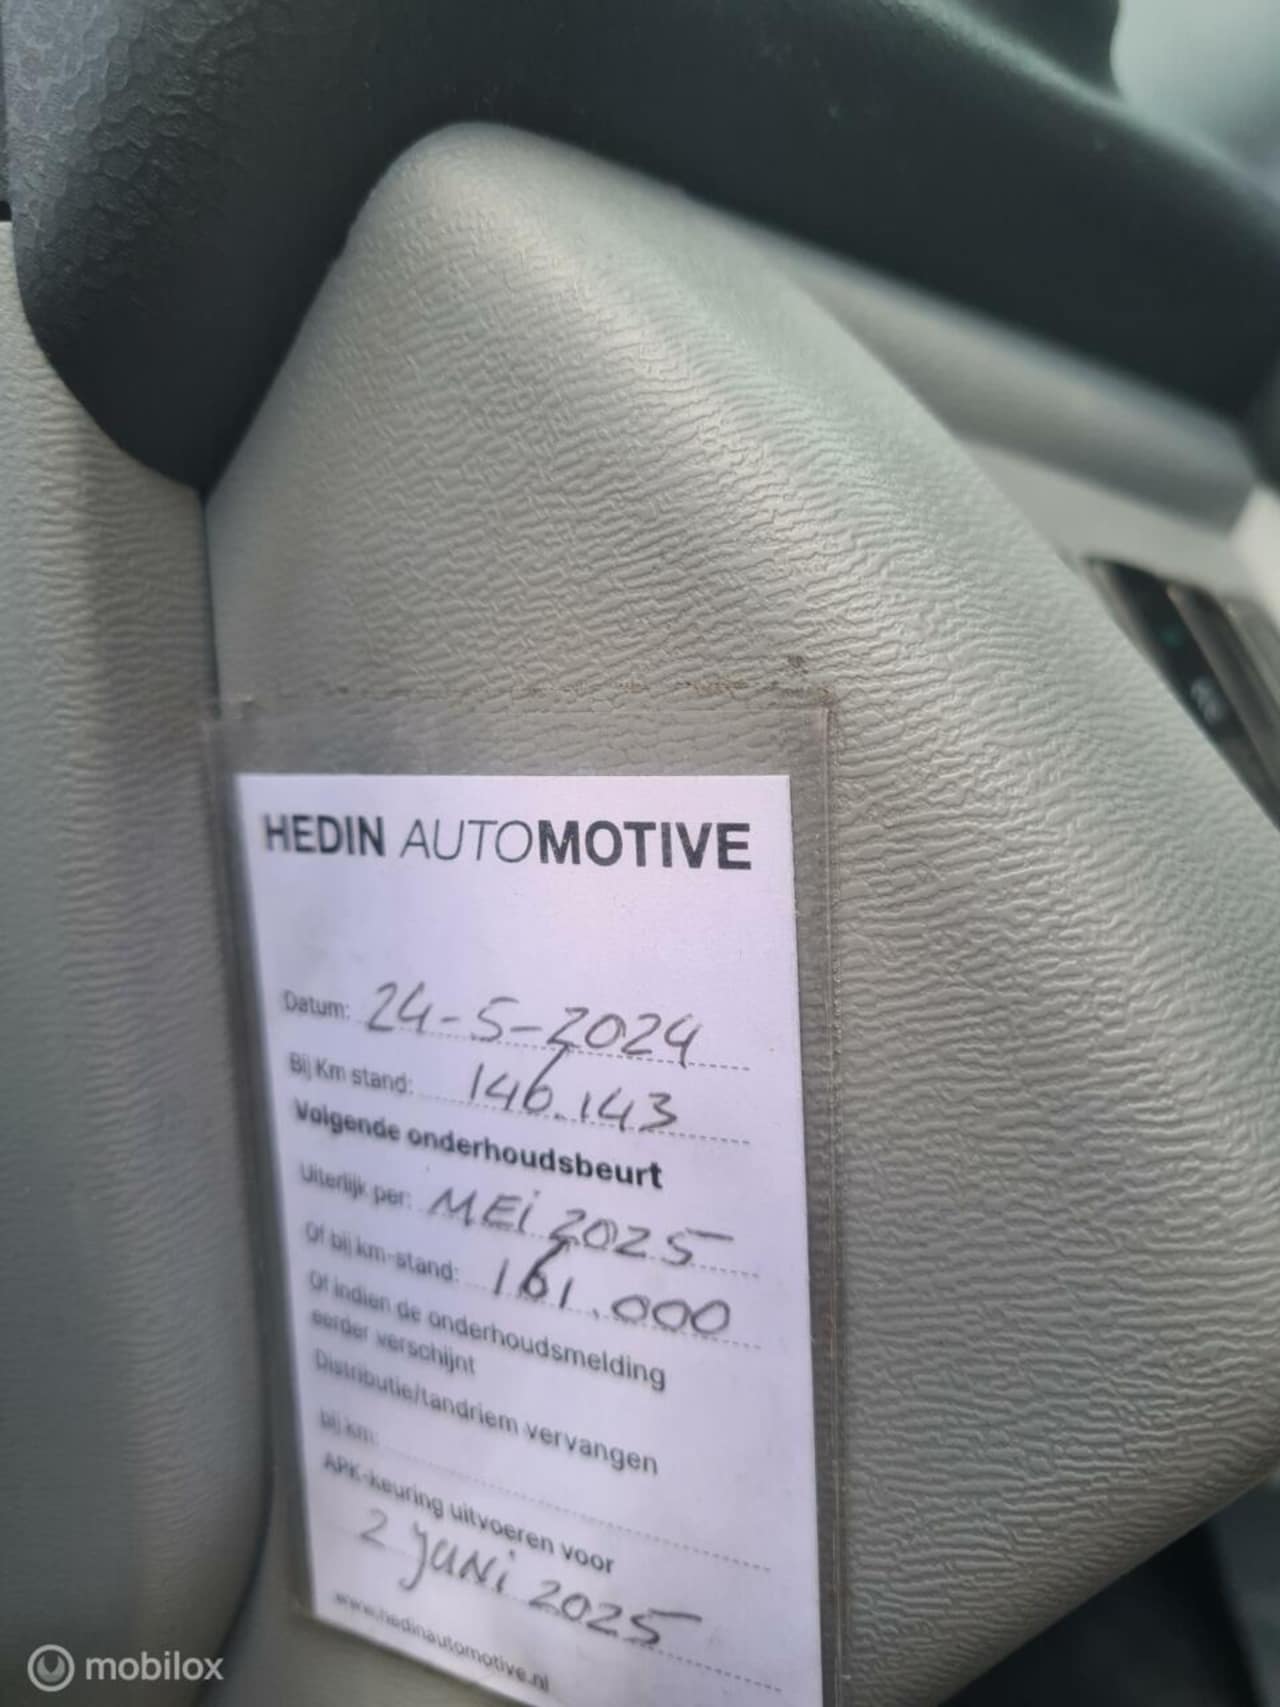 HEDIN AUTOMOTIVE
Datum: 24-5-2024
Bij Km stand: 146.143
Volgende onderhoudsbeurt
Uiterlijk per: MEi 2025
Of bij km-stand: 161.000
Of indien de onderhoudsmelding
eerder verschijnt
Distributie/tandriem vervangen
bij km:
APK-keuring uitvoeren voor
2 juni 2025
www.hedinautomotive.nl
mobilox